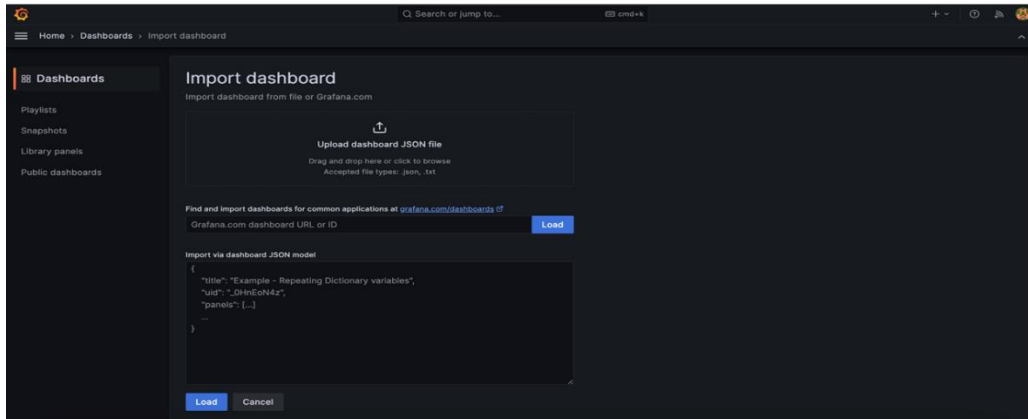 Search or jump to...
cmd+k
Home › Dashboards › Import dashboard
Dashboards
Playlists
Snapshots
Library panels
Public dashboards
Import dashboard
Import dashboard from file or Grafana.com
Upload dashboard JSON file
Drag and drop here or click to browse
Accepted file types: .json, .txt
Find and import dashboards for common applications at grafana.com/dashboards
Grafana.com dashboard URL or ID
Load
Import via dashboard JSON model
{
"title": "Example - Repeating Dictionary variables",
"uid": "_0HnEoN4z",
"panels": [...]
...
}
Load
Cancel